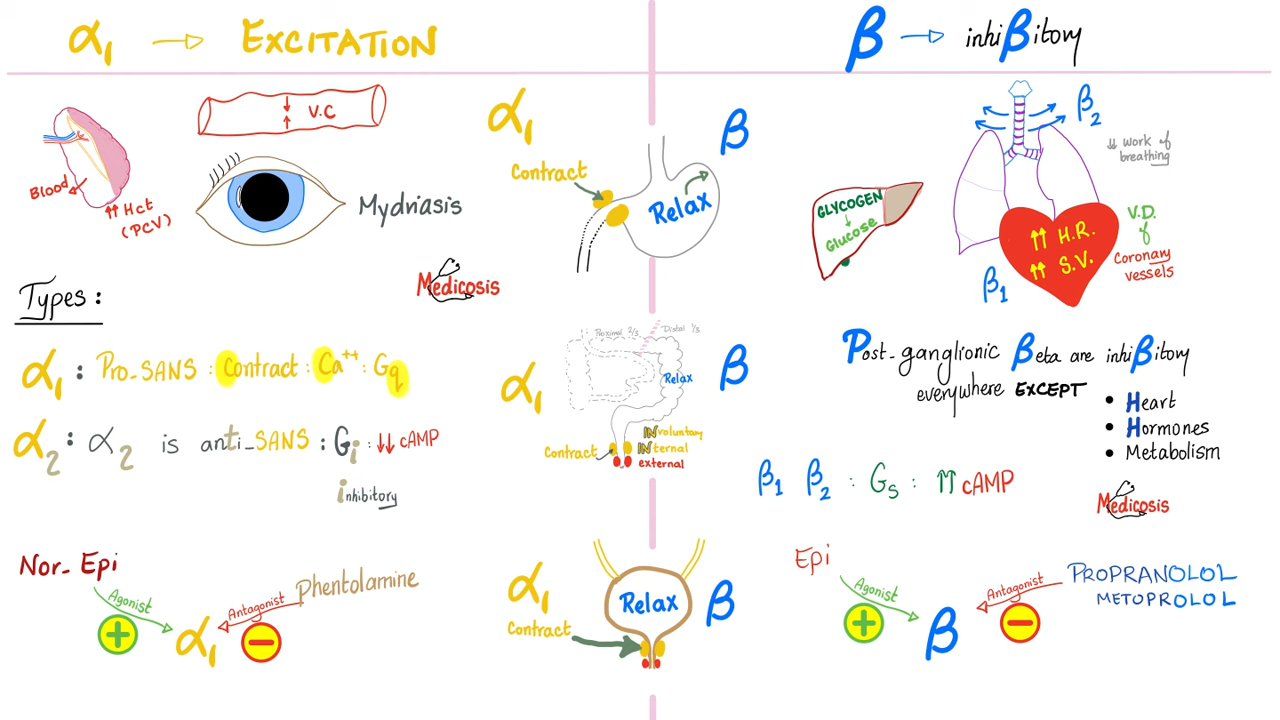 α₁ → EXCITATION
β → inhiβitory
V.C
Blood
↑↑ Hct
(PCV)
Mydriasis
Medicosis
α₁
Contract
Relax
β
β₂
↓↓ work of
breathing
GLYCOGEN
↓
Glucose
↑↑ H.R.
↑↑ S.V.
β₁
V.D.
of
Coronary
vessels
Types:
α₁ : Pro-SANS : Contract : Ca⁺⁺ : Gq
α₂ : α₂ is anti-SANS : Gi : ↓↓ cAMP
inhibitory
Proximal 2/3
Distal 1/3
α₁
Relax
β
INvoluntary
Contract
INternal
external
Post-ganglionic Beta are inhiβitory
everywhere EXCEPT
• Heart
• Hormones
• Metabolism
β₁ β₂ : Gs : ↑↑ cAMP
Medicosis
Nor-Epi
Agonist
+
α₁
Antagonist
−
Phentolamine
α₁
Contract
Relax
β
Epi
Agonist
+
β
Antagonist
−
PROPRANOLOL
METOPROLOL